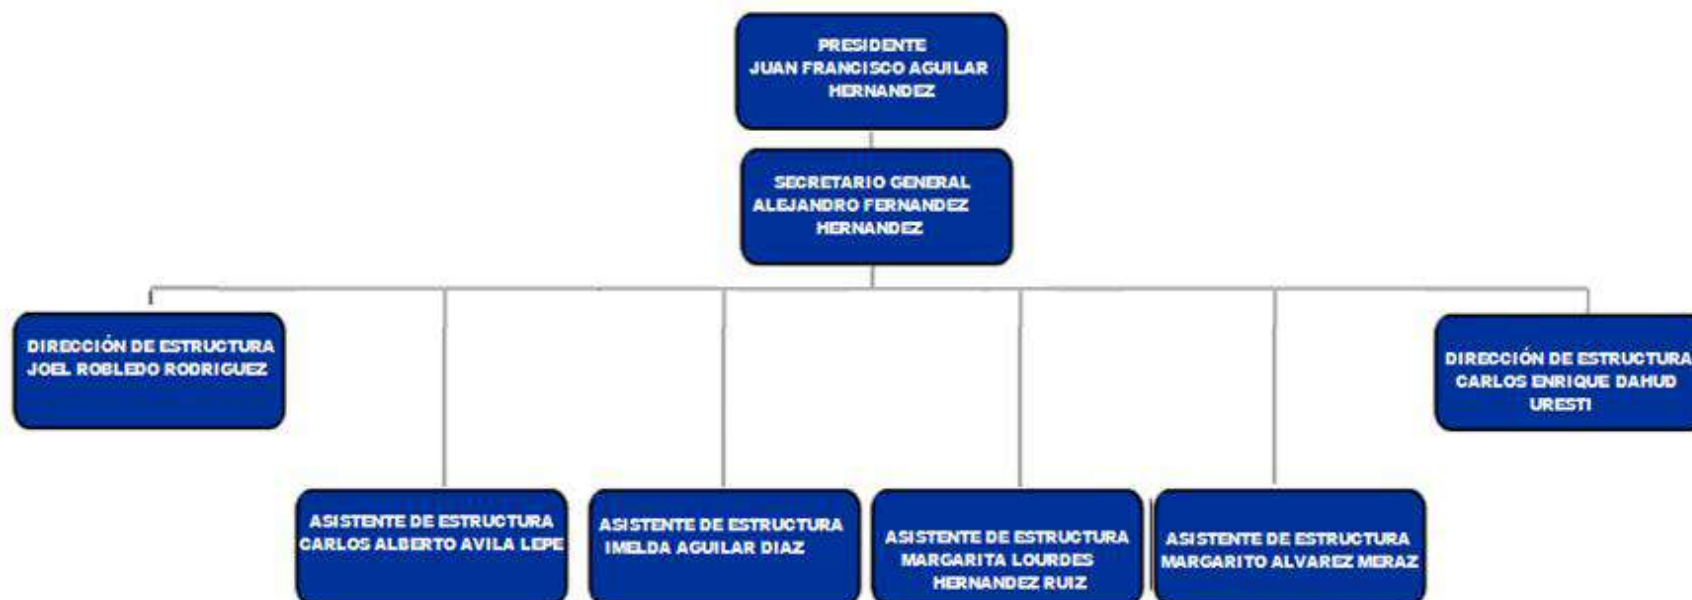 PRESIDENTE
JUAN FRANCISCO AGUILAR
HERNANDEZ
SECRETARIO GENERAL
ALEJANDRO FERNANDEZ
HERNANDEZ
DIRECCIÓN DE ESTRUCTURA
JOEL ROBLEDO RODRIGUEZ
DIRECCIÓN DE ESTRUCTURA
CARLOS ENRIQUE DAHUD
URESTI
ASISTENTE DE ESTRUCTURA
CARLOS ALBERTO AVILA LEPE
ASISTENTE DE ESTRUCTURA
IMELDA AGUILAR DIAZ
ASISTENTE DE ESTRUCTURA
MARGARITA LOURDES
HERNANDEZ RUIZ
ASISTENTE DE ESTRUCTURA
MARGARITO ALVAREZ MERAZ